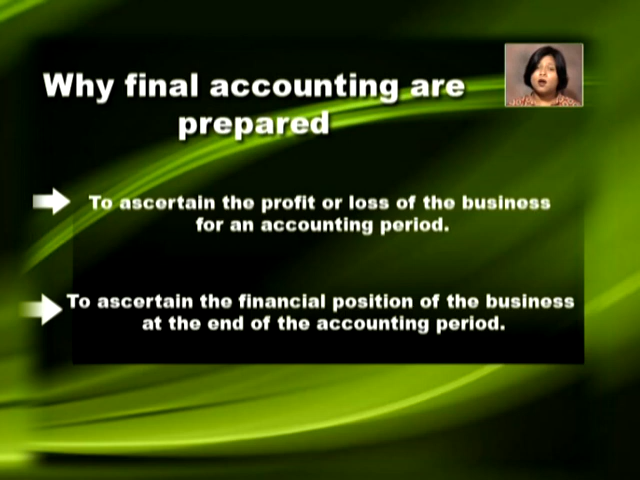 Why final accounting are
prepared
To ascertain the profit or loss of the business
for an accounting period.
To ascertain the financial position of the business
at the end of the accounting period.